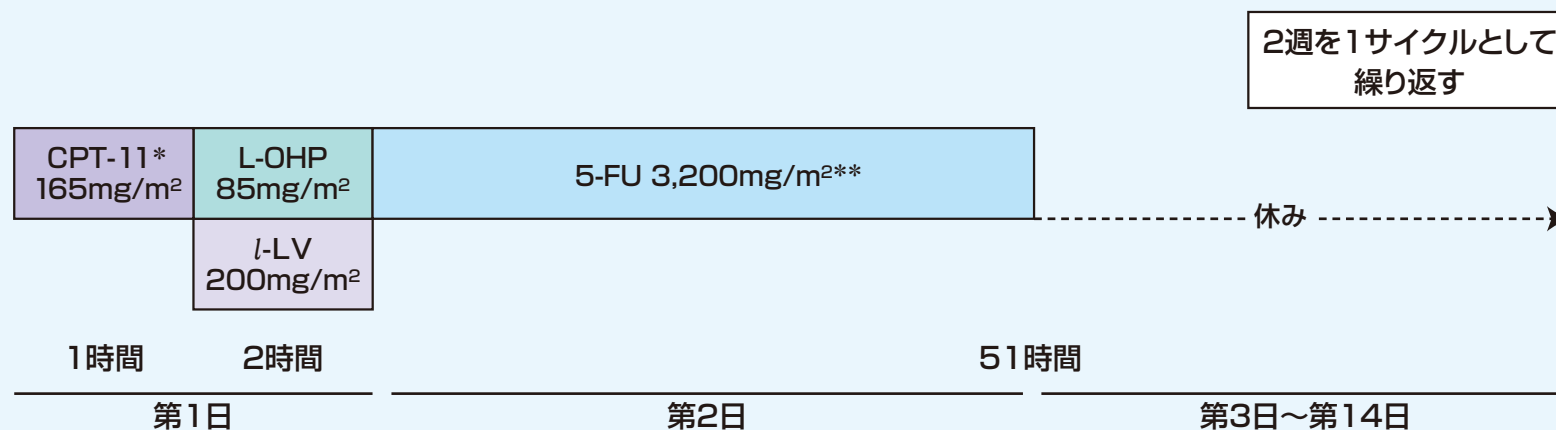 2週を1サイクルとして
繰り返す
CPT-11*
165mg/m²
L-OHP
85mg/m²
5-FU 3,200mg/m²**
休み
l-LV
200mg/m²
1時間
2時間
51時間
第1日
第2日
第3日〜第14日